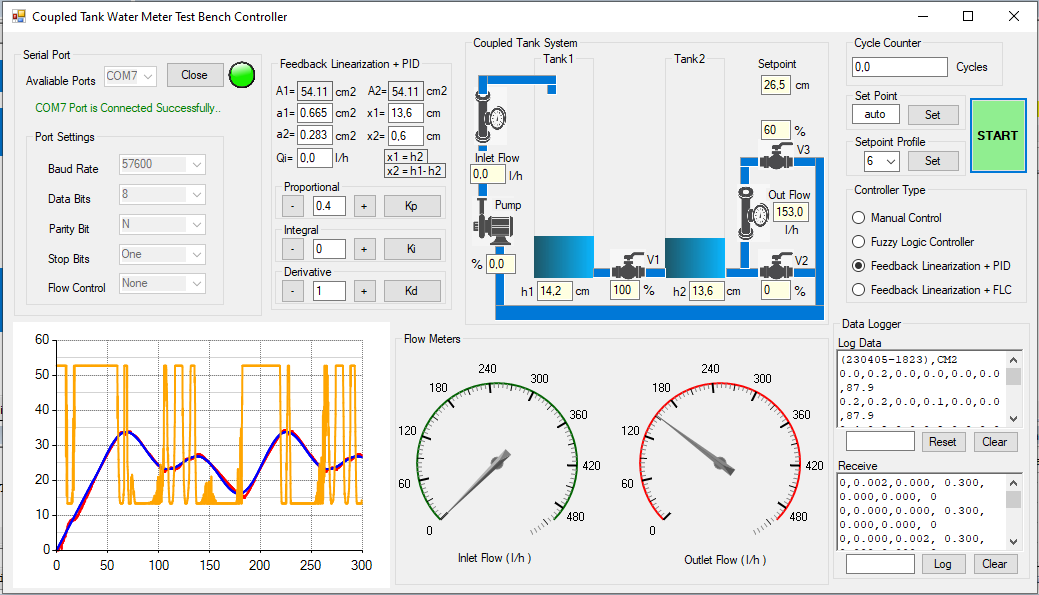 Coupled Tank Water Meter Test Bench Controller
Serial Port
Avaliable Ports COM7 Close
COM7 Port is Connected Successfully..
Port Settings
Baud Rate 57600
Data Bits 8
Parity Bit N
Stop Bits One
Flow Control None
Feedback Linearization + PID
A1= 54.11 cm2 A2= 54.11 cm2
a1= 0.665 cm2 x1= 13,6 cm
a2= 0.283 cm2 x2= 0,6 cm
Qi= 0,0 l/h x1 = h2
x2 = h1- h2
Proportional
- 0.4 + Kp
Integral
- 0 + Ki
Derivative
- 1 + Kd
Coupled Tank System
Tank1 Tank2 Setpoint
26,5 cm
60 %
V3
Inlet Flow
0,0 l/h
Out Flow
153,0
l/h
Pump
% 0,0
V1 V2
h1 14,2 cm 100 % h2 13,6 cm 0 %
Cycle Counter
0,0 Cycles
Set Point
auto Set
START
Setpoint Profile
6 Set
Controller Type
Manual Control
Fuzzy Logic Controller
Feedback Linearization + PID
Feedback Linearization + FLC
60
50
40
30
20
10
0
0 50 100 150 200 250 300
Flow Meters
0 60 120 180 240 300 360 420 480
Inlet Flow ( l/h )
0 60 120 180 240 300 360 420 480
Outlet Flow ( l/h )
Data Logger
Log Data
(230405-1823),CM2
0.0,0.2,0.0,0.0,0.0,0.0
,87.9
0.2,0.2,0.0,0.1,0.0,0.0
,87.9
Reset Clear
Receive
0,0.002,0.000, 0.300,
0.000,0.000, 0
0,0.000,0.000, 0.300,
0.000,0.000, 0
0,0.000,0.002, 0.300,
Log Clear